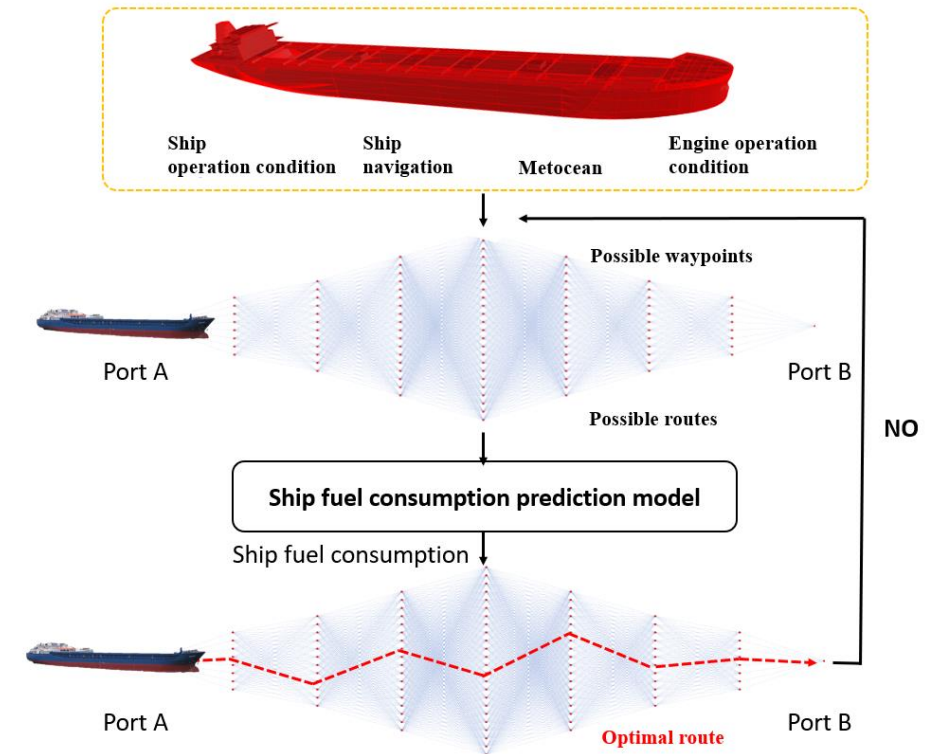 Ship
operation condition
Ship
navigation
Metocean
Engine operation
condition
Possible waypoints
Port A
Port B
Possible routes
NO
Ship fuel consumption prediction model
Ship fuel consumption
Port A
Port B
Optimal route